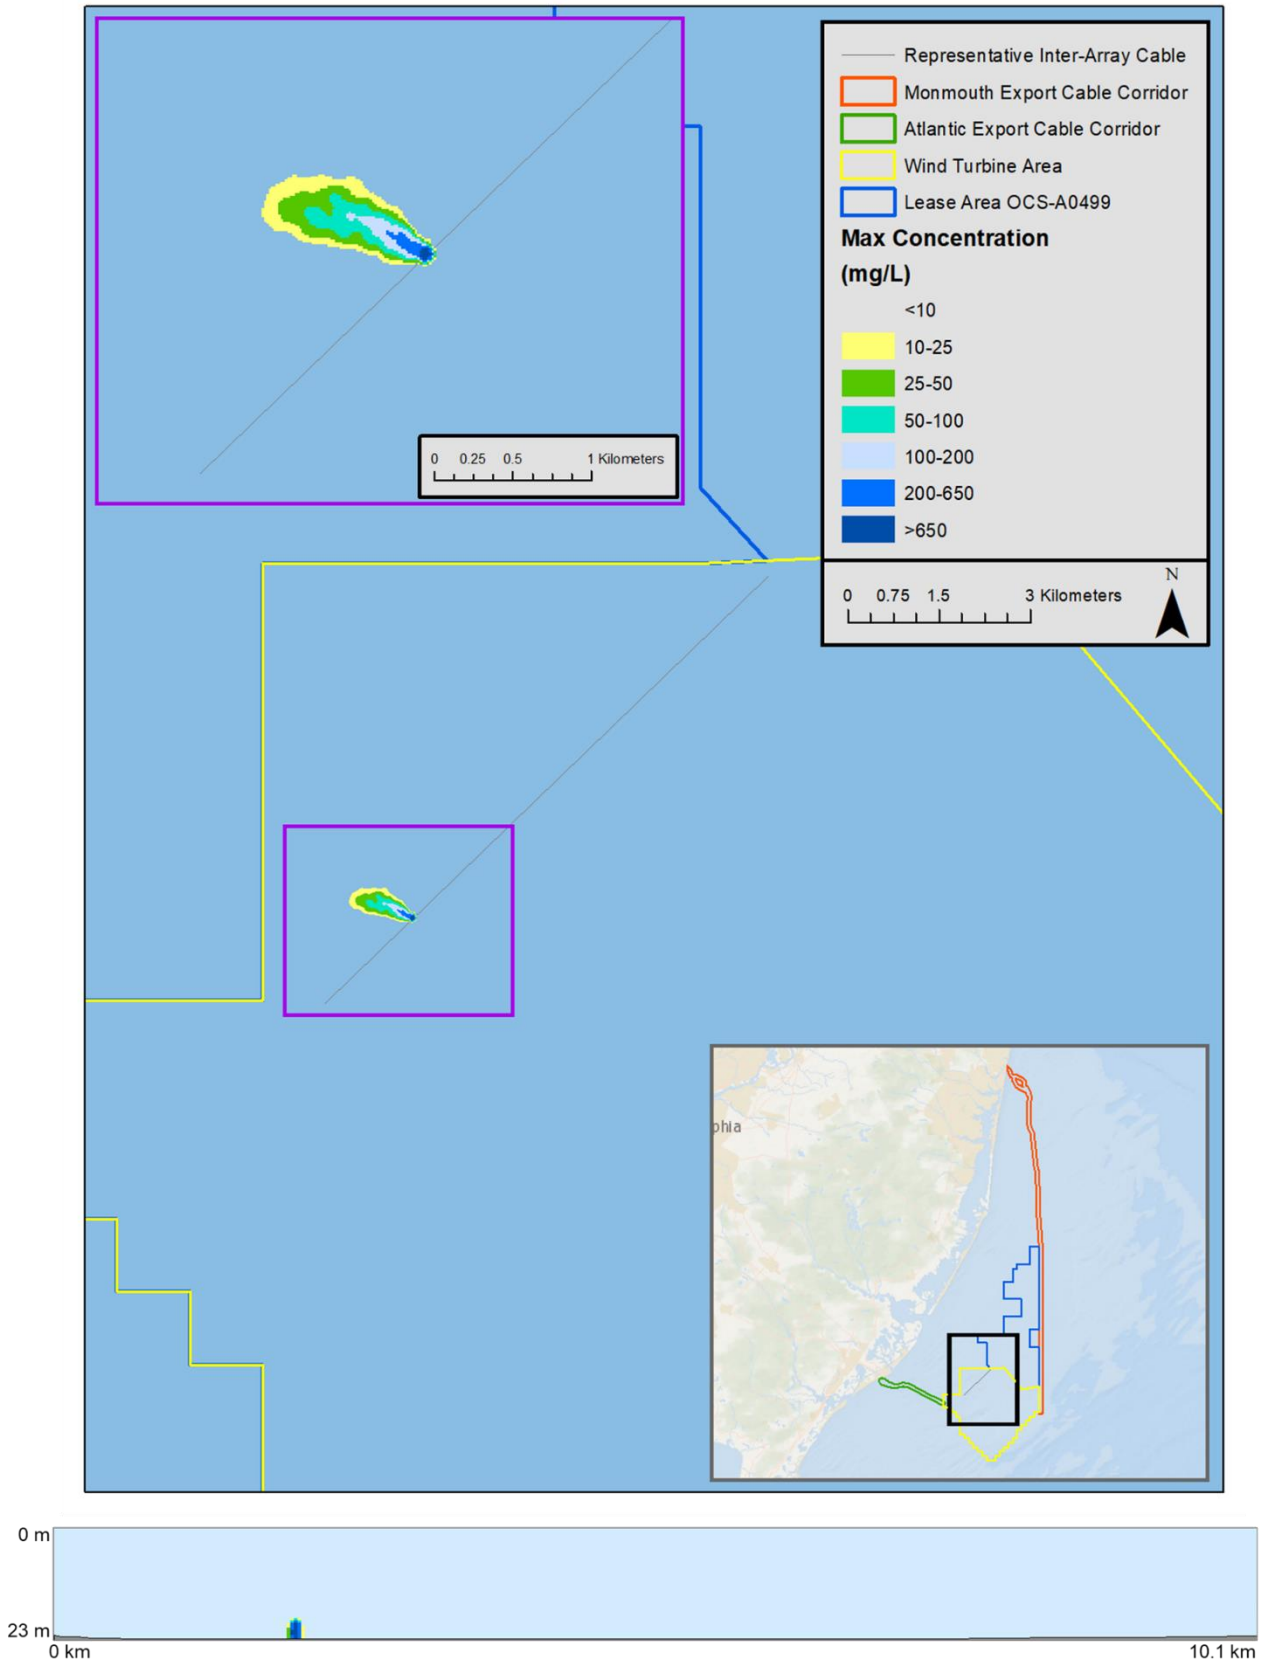 Representative Inter-Array Cable
Monmouth Export Cable Corridor
Atlantic Export Cable Corridor
Wind Turbine Area
Lease Area OCS-A0499
Max Concentration
(mg/L)
<10
10-25
25-50
50-100
100-200
200-650
>650
0 0.25 0.5 1 Kilometers
0 0.75 1.5 3 Kilometers
N
phia
0 m
23 m
0 km 10.1 km